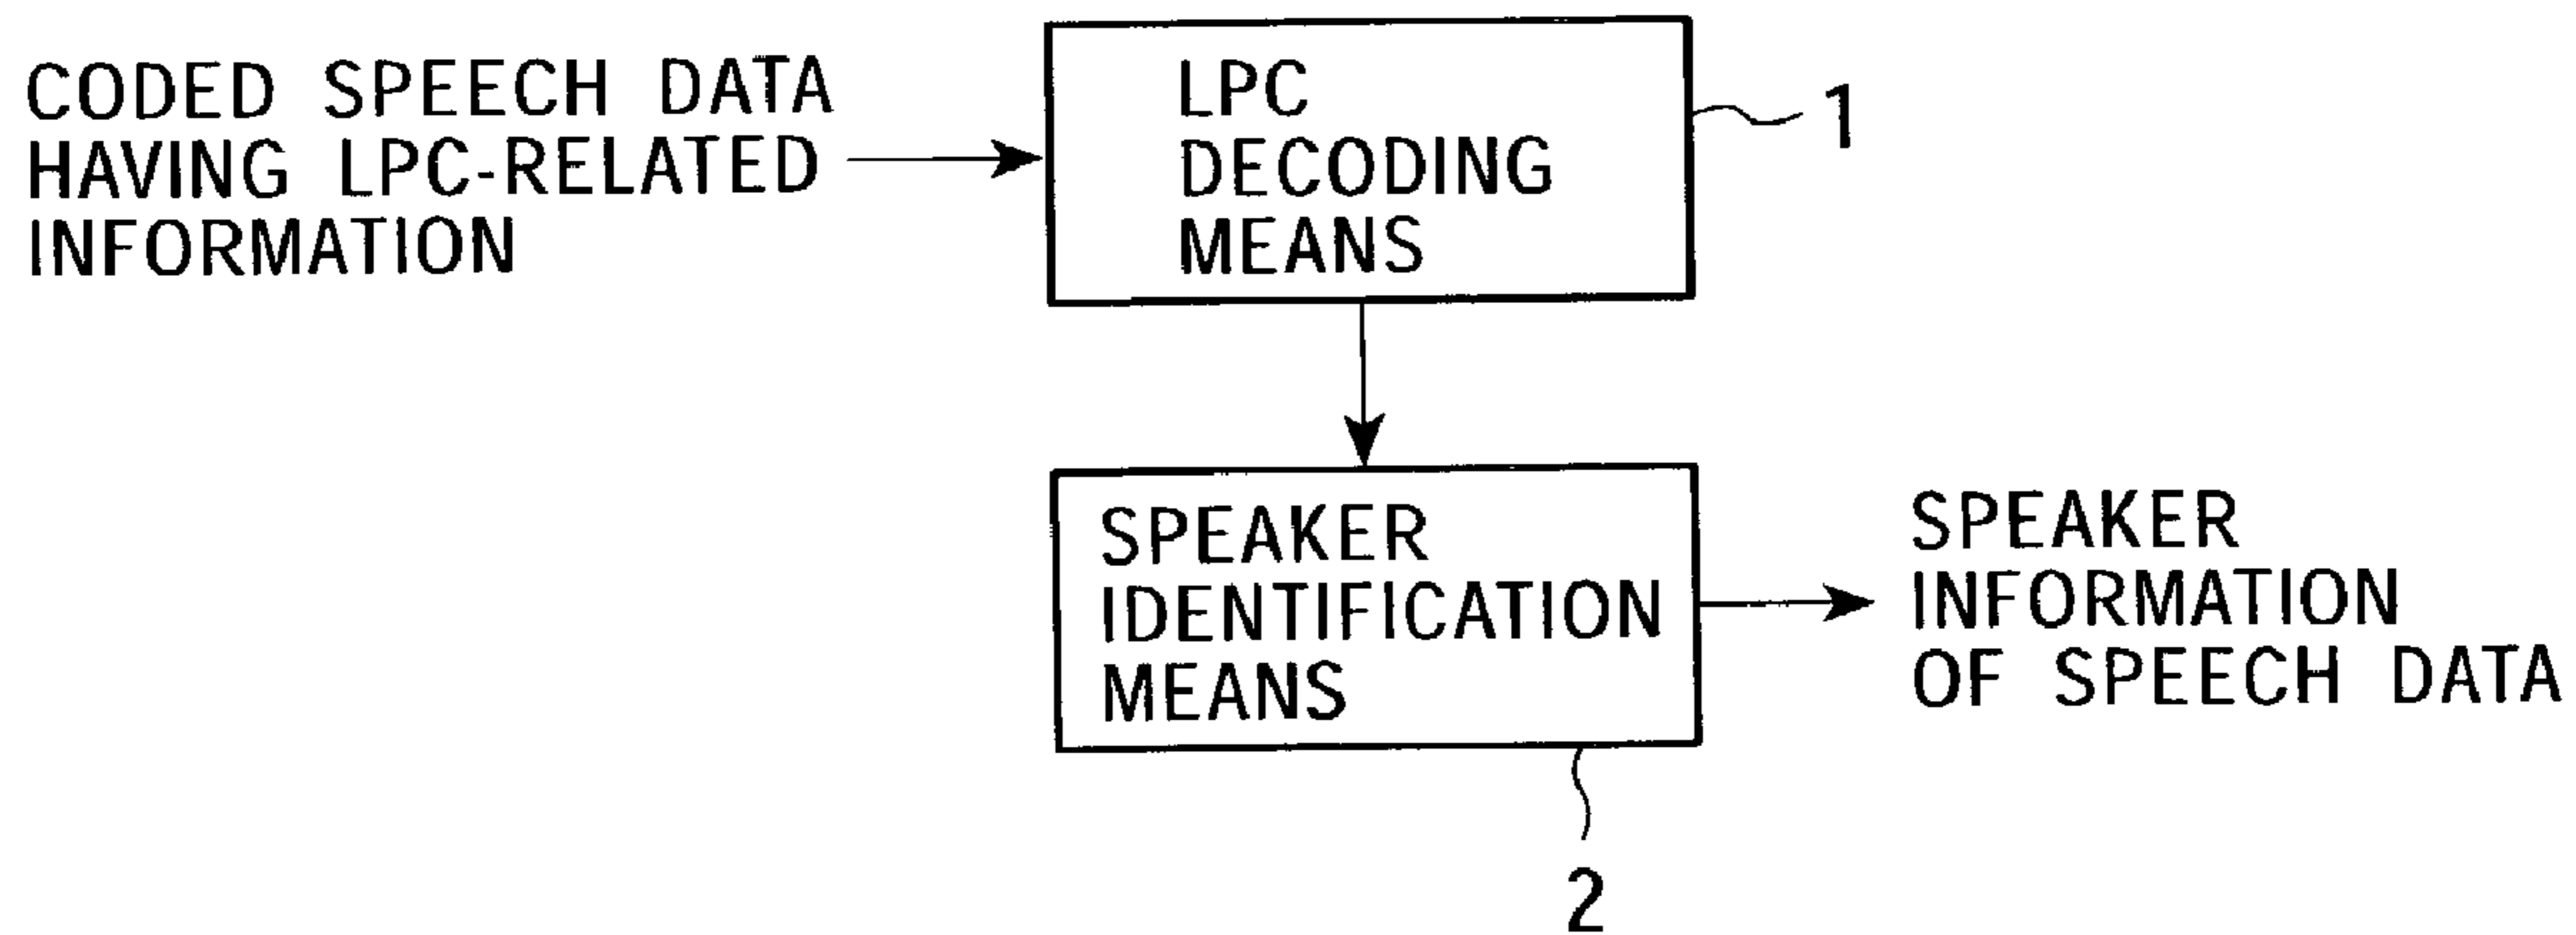 CODED SPEECH DATA
HAVING LPC-RELATED
INFORMATION
LPC
DECODING
MEANS
1
SPEAKER
IDENTIFICATION
MEANS
2
SPEAKER
INFORMATION
OF SPEECH DATA